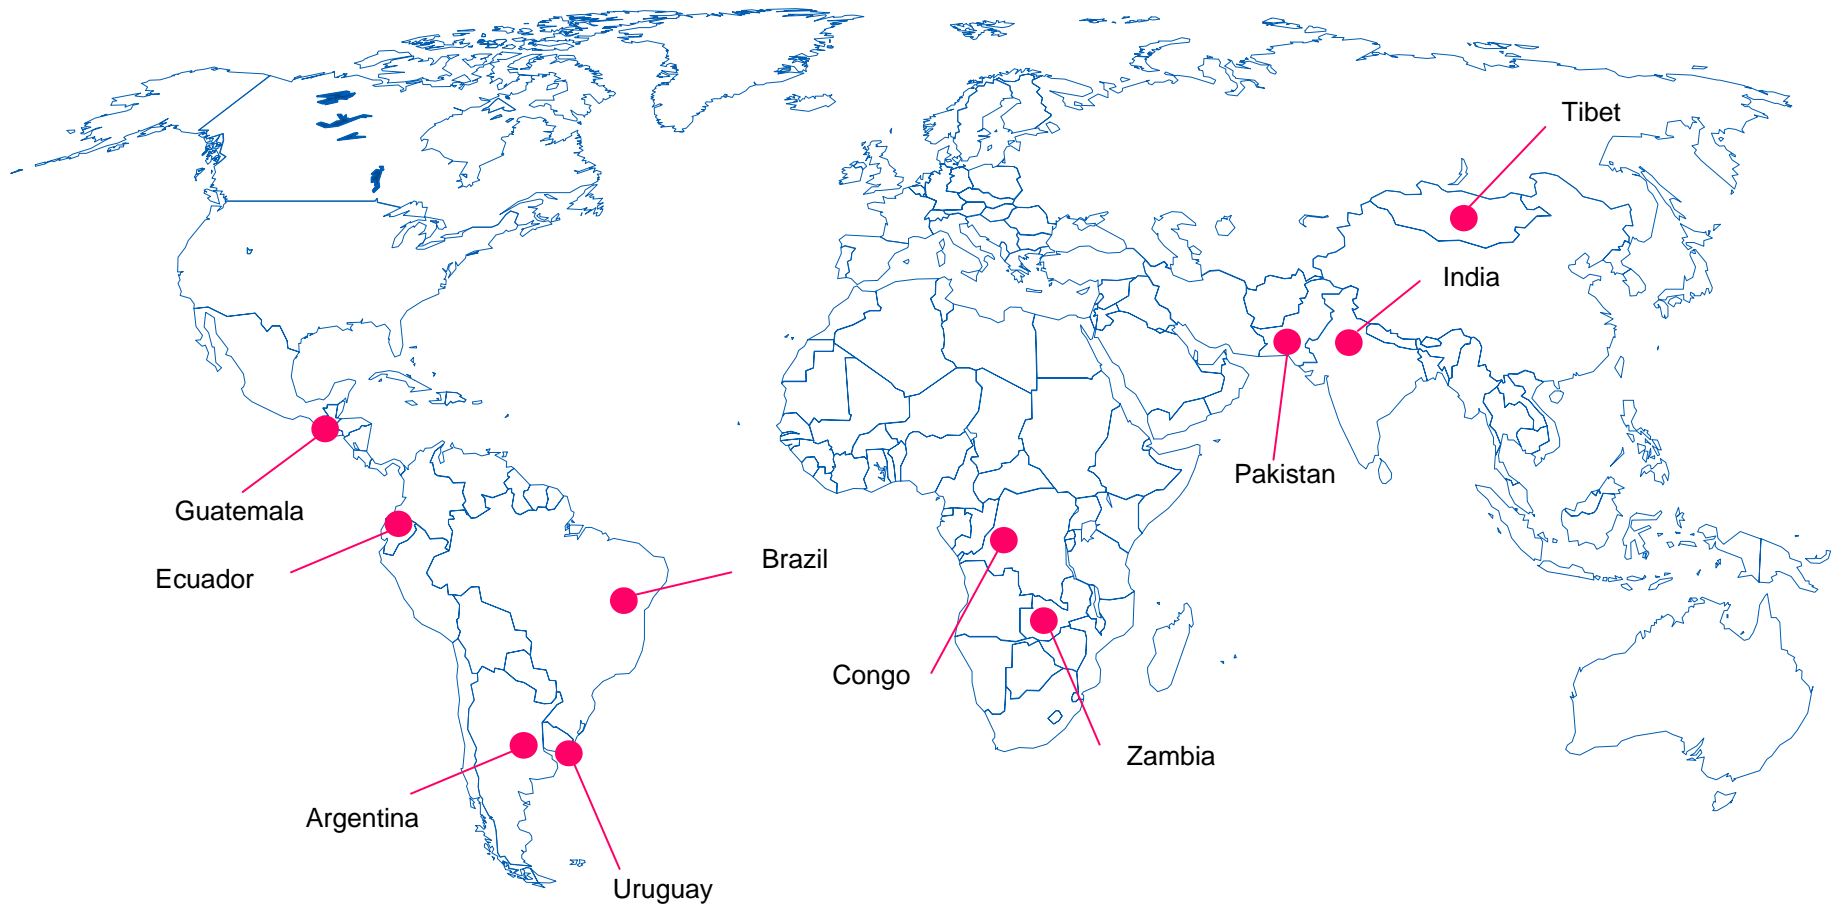 Tibet
India
Pakistan
Guatemala
Brazil
Ecuador
Congo
Zambia
Argentina
Uruguay